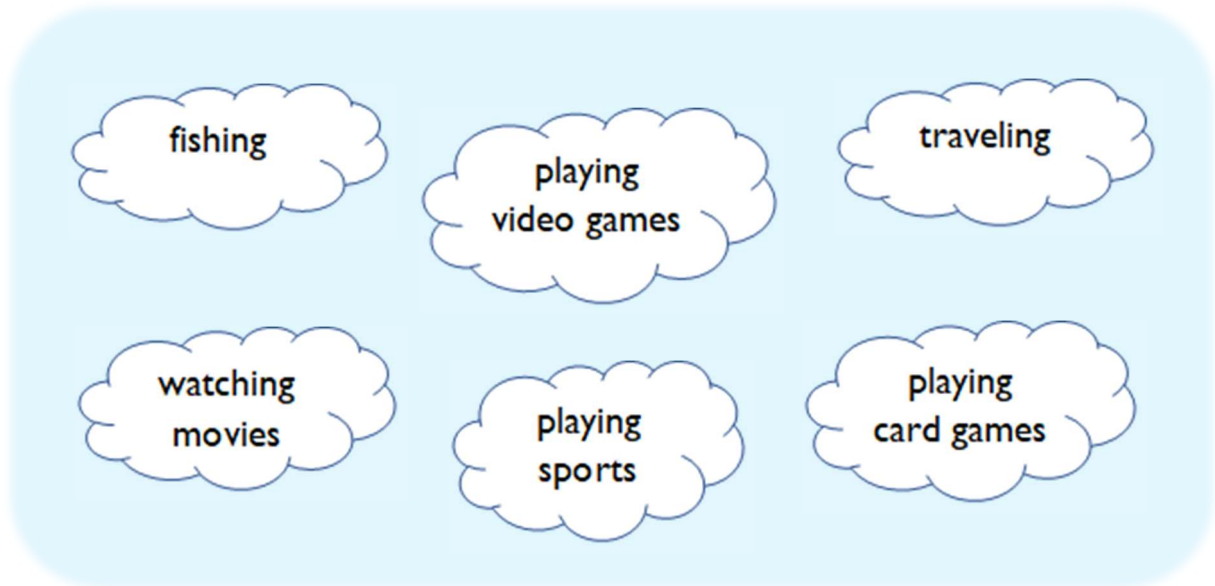 fishing
playing
video games
traveling
watching
movies
playing
sports
playing
card games